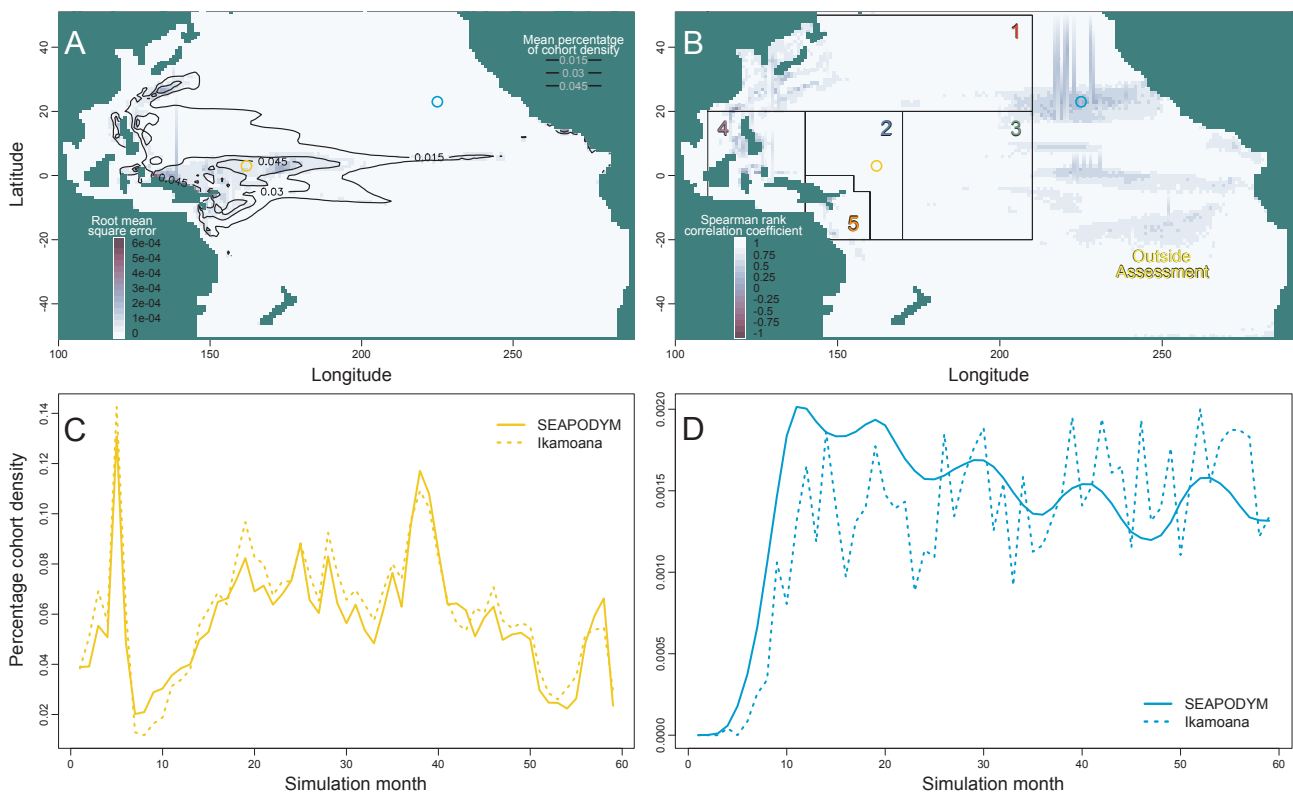 A
Mean percentatge
of cohort density
0.015
0.03
0.045
0.045
0.015
0.045
0.03
Root mean
square error
6e-04
5e-04
4e-04
3e-04
2e-04
1e-04
0
40
20
0
-20
-40
Latitude
100
150
200
250
Longitude
B
1
2
3
4
5
Spearman rank
correlation coefficient
1
0.75
0.5
0.25
0
-0.25
-0.5
-0.75
-1
Outside
Assessment
40
20
0
-20
-40
100
150
200
250
Longitude
C
SEAPODYM
Ikamoana
0.14
0.12
0.10
0.08
0.06
0.04
0.02
Percentage cohort density
0
10
20
30
40
50
60
Simulation month
D
SEAPODYM
Ikamoana
0.0020
0.0015
0.0010
0.0005
0.0000
0
10
20
30
40
50
60
Simulation month